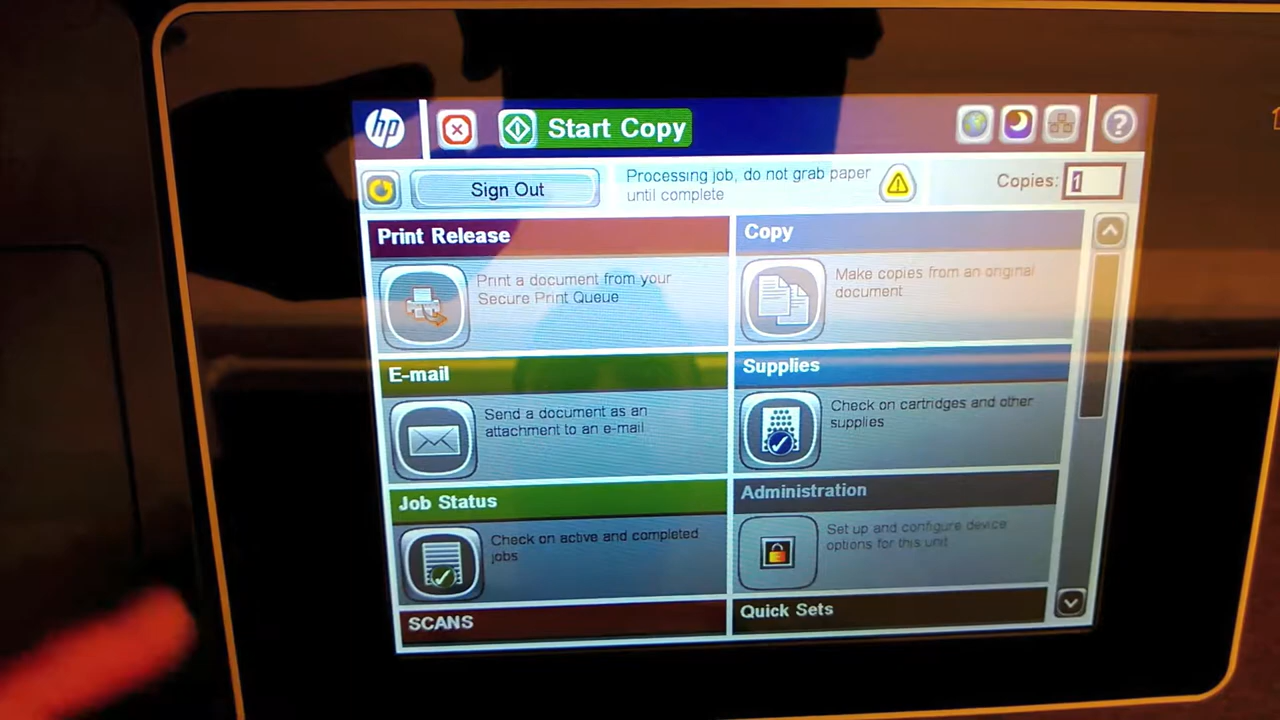 hp
Start Copy
?
Sign Out
Processing job, do not grab paper
until complete
Copies: 1
Print Release
Print a document from your
Secure Print Queue
Copy
Make copies from an original
document
E-mail
Send a document as an
attachment to an e-mail
Supplies
Check on cartridges and other
supplies
Job Status
Check on active and completed
jobs
Administration
Set up and configure device
options for this unit
SCANS
Quick Sets